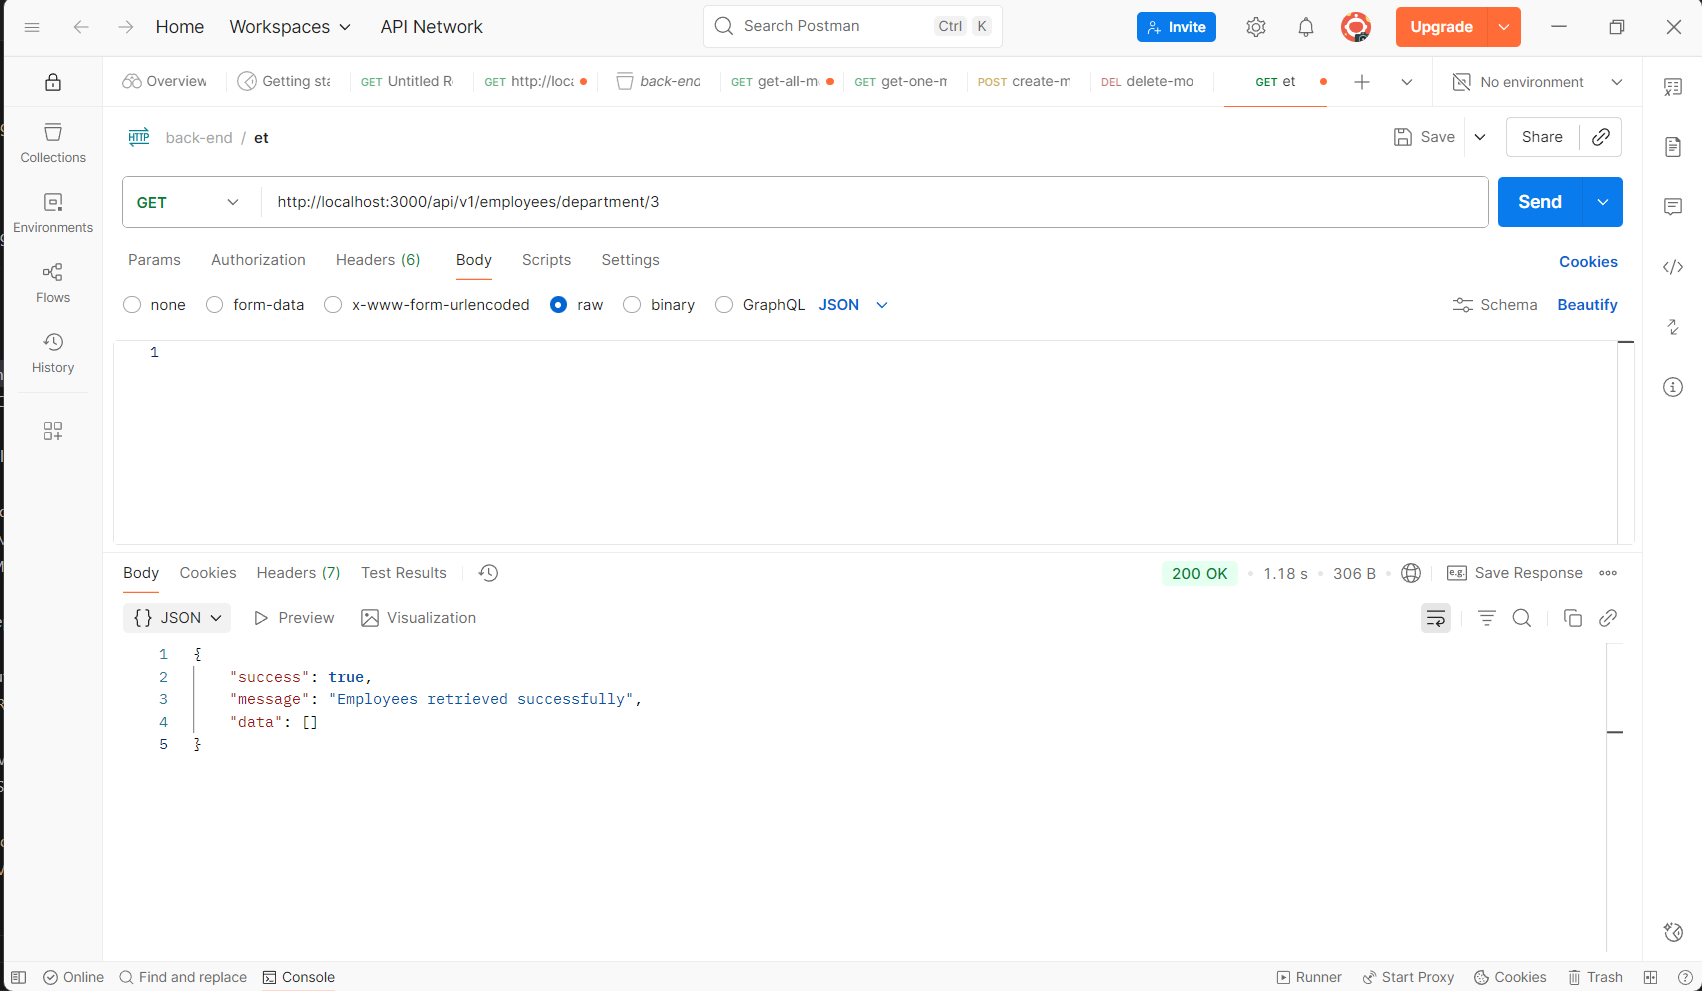 Home Workspaces API Network Search Postman Ctrl K Invite Upgrade
Overview Getting sta GET Untitled R GET http://loca back-end GET get-all-m GET get-one-m POST create-m DEL delete-mo GET et No environment
HTTP back-end / et Save Share
Collections
Environments
Flows
History
GET http://localhost:3000/api/v1/employees/department/3 Send
Params Authorization Headers (6) Body Scripts Settings Cookies
none form-data x-www-form-urlencoded raw binary GraphQL JSON Schema Beautify
1
Body Cookies Headers (7) Test Results 200 OK 1.18 s 306 B e.g. Save Response
{} JSON Preview Visualization
1 {
2 "success": true,
3 "message": "Employees retrieved successfully",
4 "data": []
5 }
Online Find and replace Console Runner Start Proxy Cookies Trash